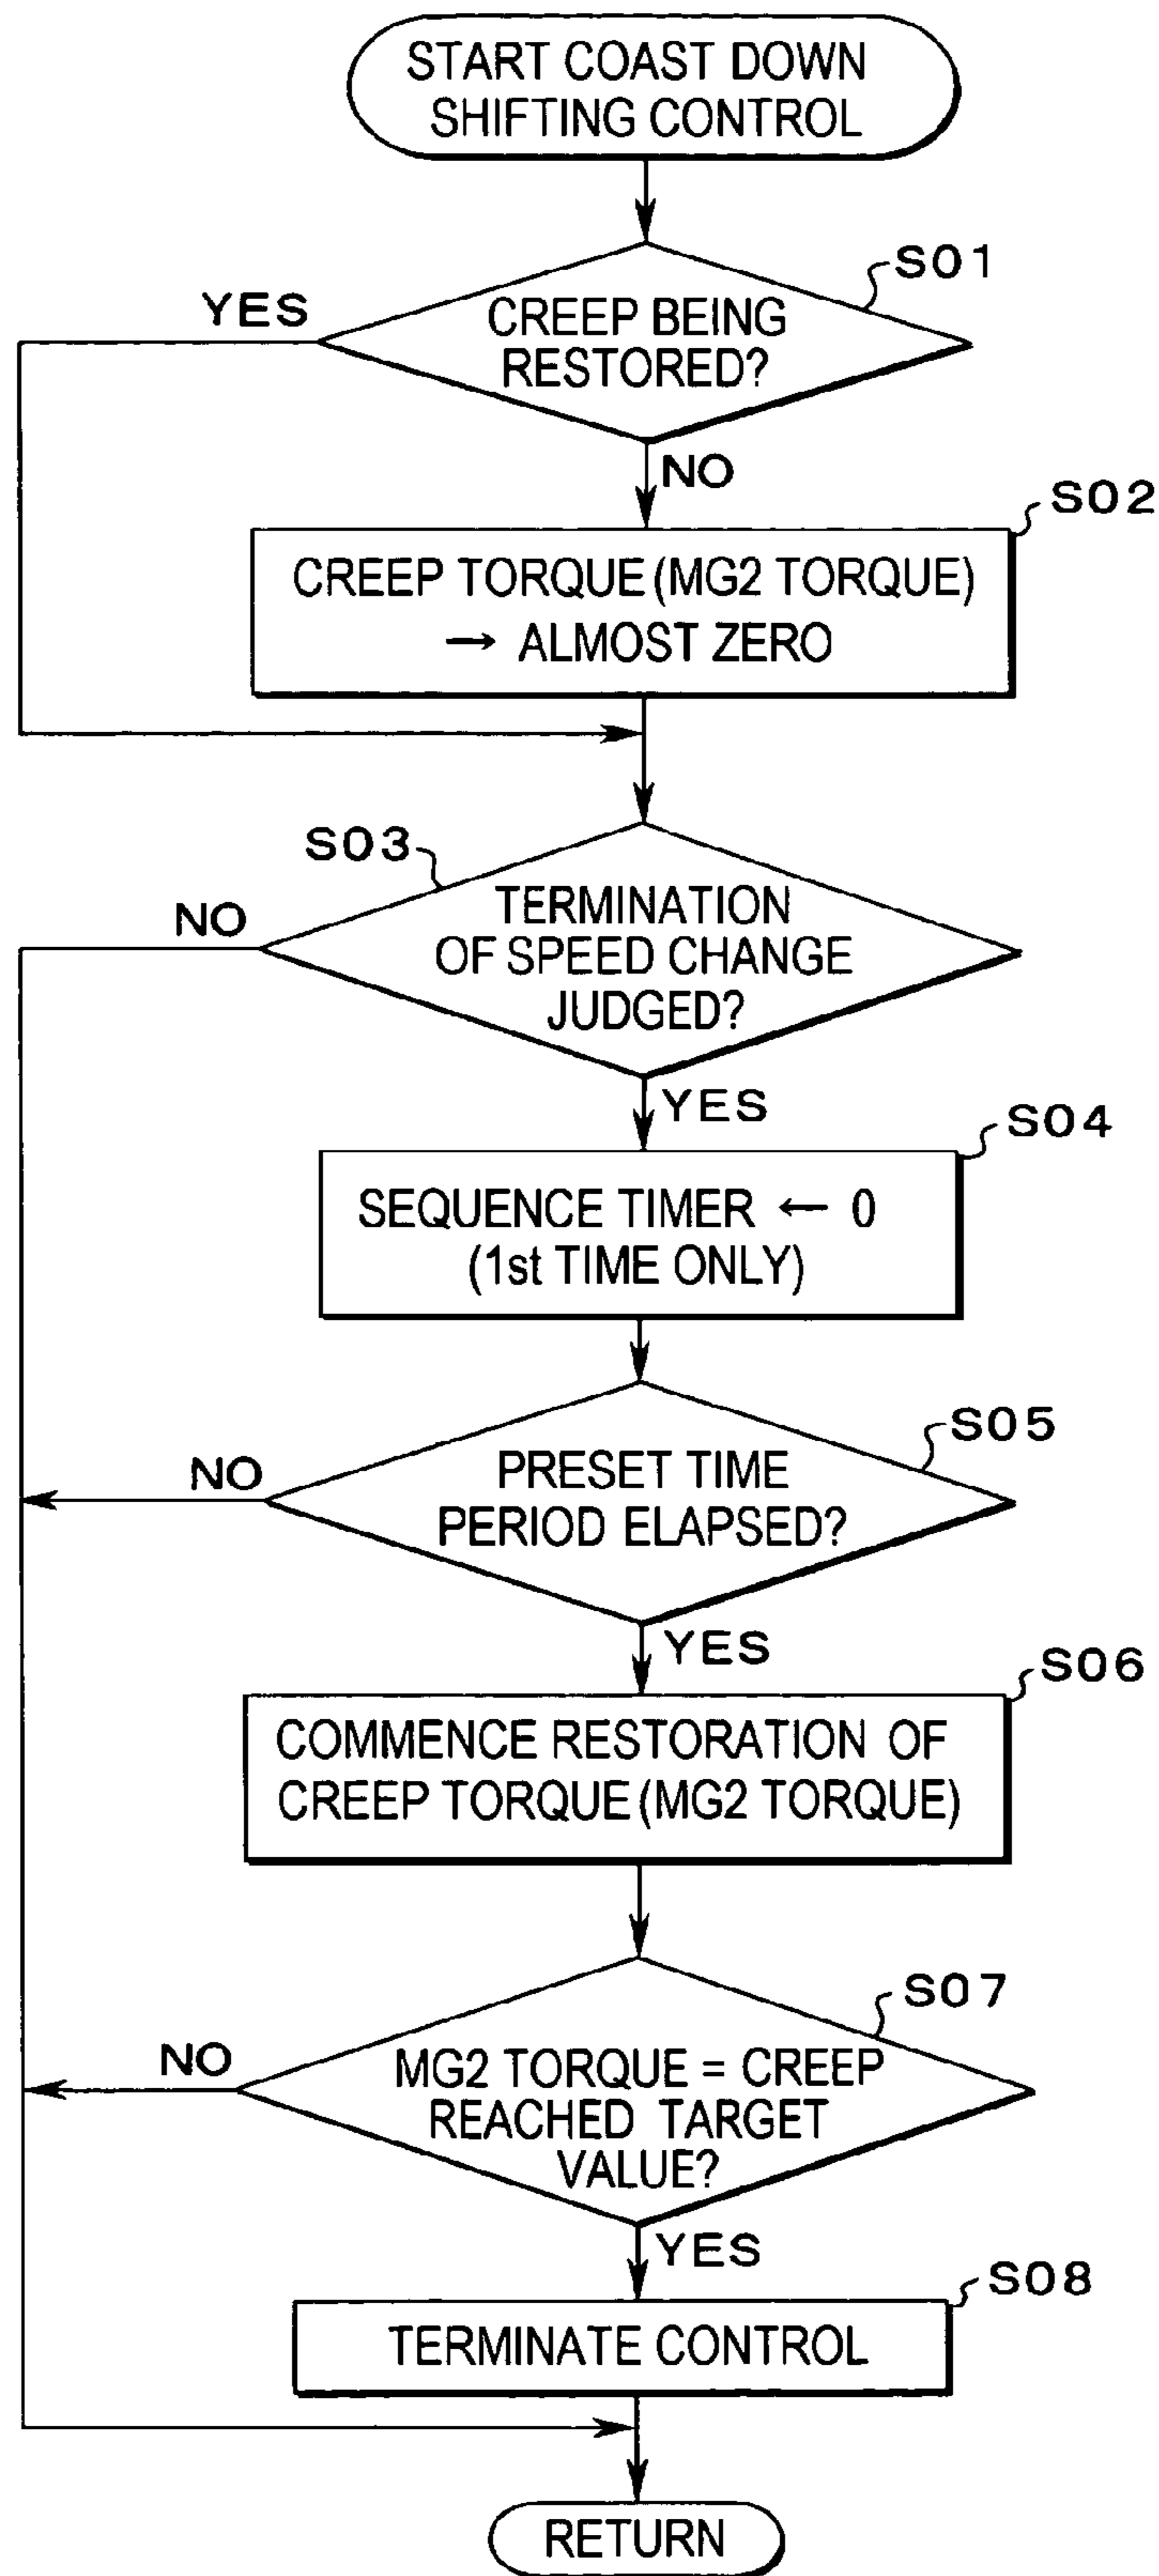 START COAST DOWN
SHIFTING CONTROL
S01
YES
CREEP BEING
RESTORED?
NO
S02
CREEP TORQUE (MG2 TORQUE)
→ ALMOST ZERO
S03
NO
TERMINATION
OF SPEED CHANGE
JUDGED?
YES
S04
SEQUENCE TIMER ← 0
(1st TIME ONLY)
S05
NO
PRESET TIME
PERIOD ELAPSED?
YES
S06
COMMENCE RESTORATION OF
CREEP TORQUE (MG2 TORQUE)
S07
NO
MG2 TORQUE = CREEP
REACHED TARGET
VALUE?
YES
S08
TERMINATE CONTROL
RETURN